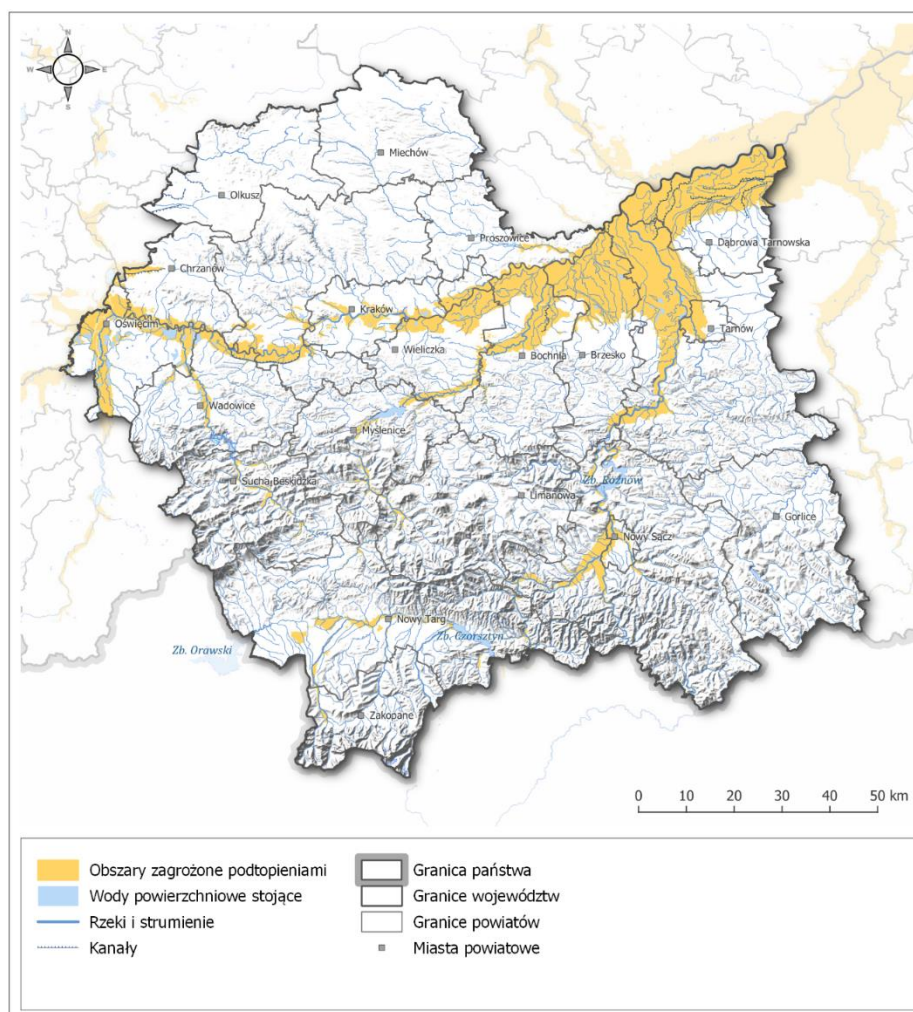 N
W E
S
Miechów
Olkusz
Proszowice
Dąbrowa Tarnowska
Chrzanów
Kraków
Oświęcim
Tarnów
Wieliczka
Bochnia
Brzesko
Wadowice
Myślenice
Sucha Beskidzka
Zb. Rożnów
Limanowa
Gorlice
Nowy Sącz
Nowy Targ
Zb. Czorsztyn
Zb. Orawski
Zakopane
0 10 20 30 40 50 km
Obszary zagrożone podtopieniami
Wody powierzchniowe stojące
Rzeki i strumienie
Kanały
Granica państwa
Granice województw
Granice powiatów
Miasta powiatowe